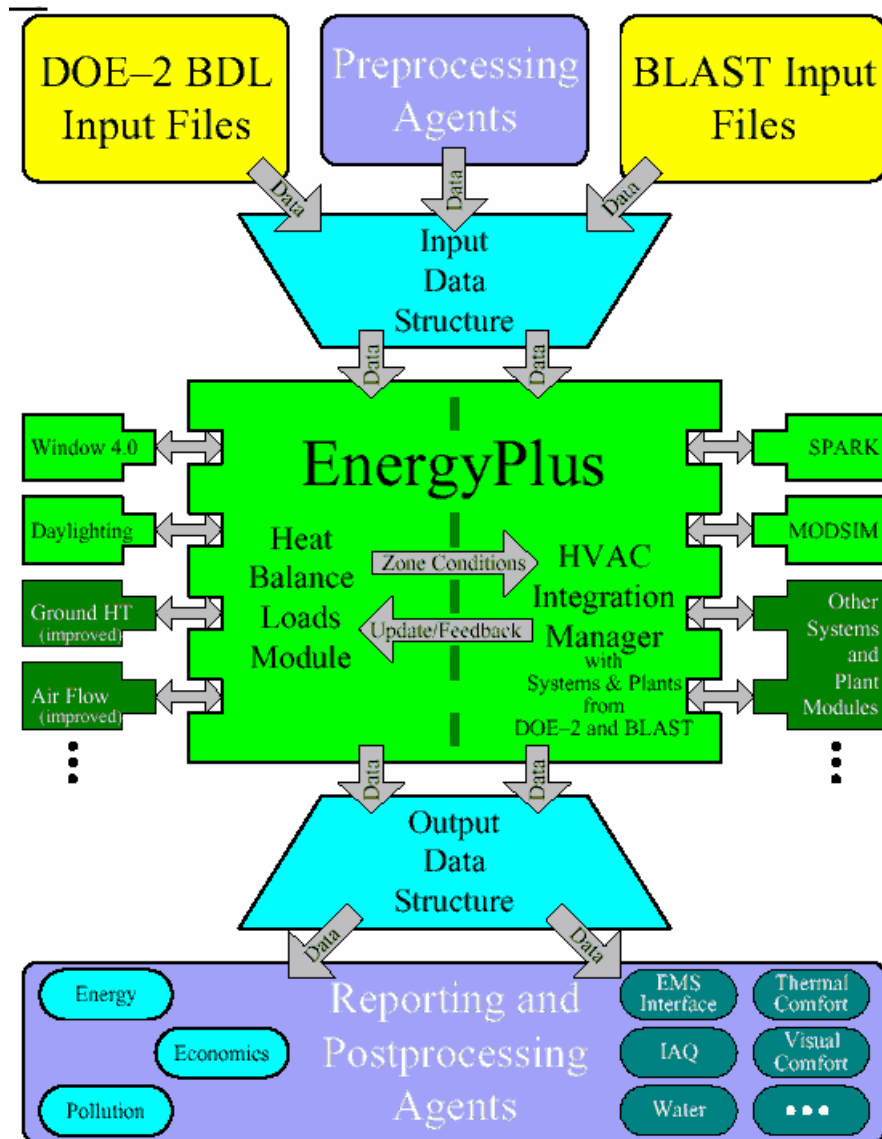 DOE–2 BDL
Input Files
Preprocessing
Agents
BLAST Input
Files
Data
Data
Data
Input
Data
Structure
Data
Data
EnergyPlus
Heat
Balance
Loads
Module
Zone Conditions
Update/Feedback
HVAC
Integration
Manager
with
Systems & Plants
from
DOE–2 and BLAST
Window 4.0
Daylighting
Ground HT
(improved)
Air Flow
(improved)
SPARK
MODSIM
Other
Systems
and
Plant
Modules
Data
Data
Output
Data
Structure
Data
Data
Reporting and
Postprocessing
Agents
Energy
Economics
Pollution
EMS
Interface
Thermal
Comfort
IAQ
Visual
Comfort
Water